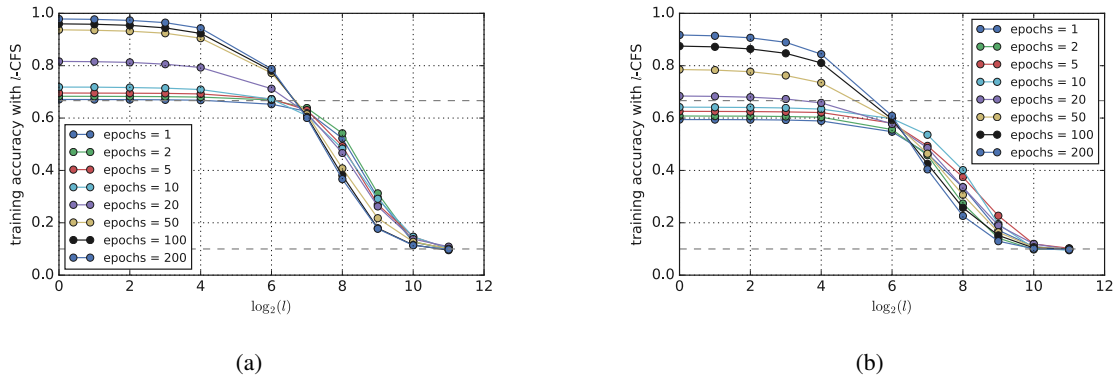 training accuracy with l-CFS
1.0
0.8
0.6
0.4
0.2
0.0
epochs = 1
epochs = 2
epochs = 5
epochs = 10
epochs = 20
epochs = 50
epochs = 100
epochs = 200
0 2 4 6 8 10 12
log₂(l)
(a)
training accuracy with l-CFS
1.0
0.8
0.6
0.4
0.2
0.0
epochs = 1
epochs = 2
epochs = 5
epochs = 10
epochs = 20
epochs = 50
epochs = 100
epochs = 200
0 2 4 6 8 10 12
log₂(l)
(b)